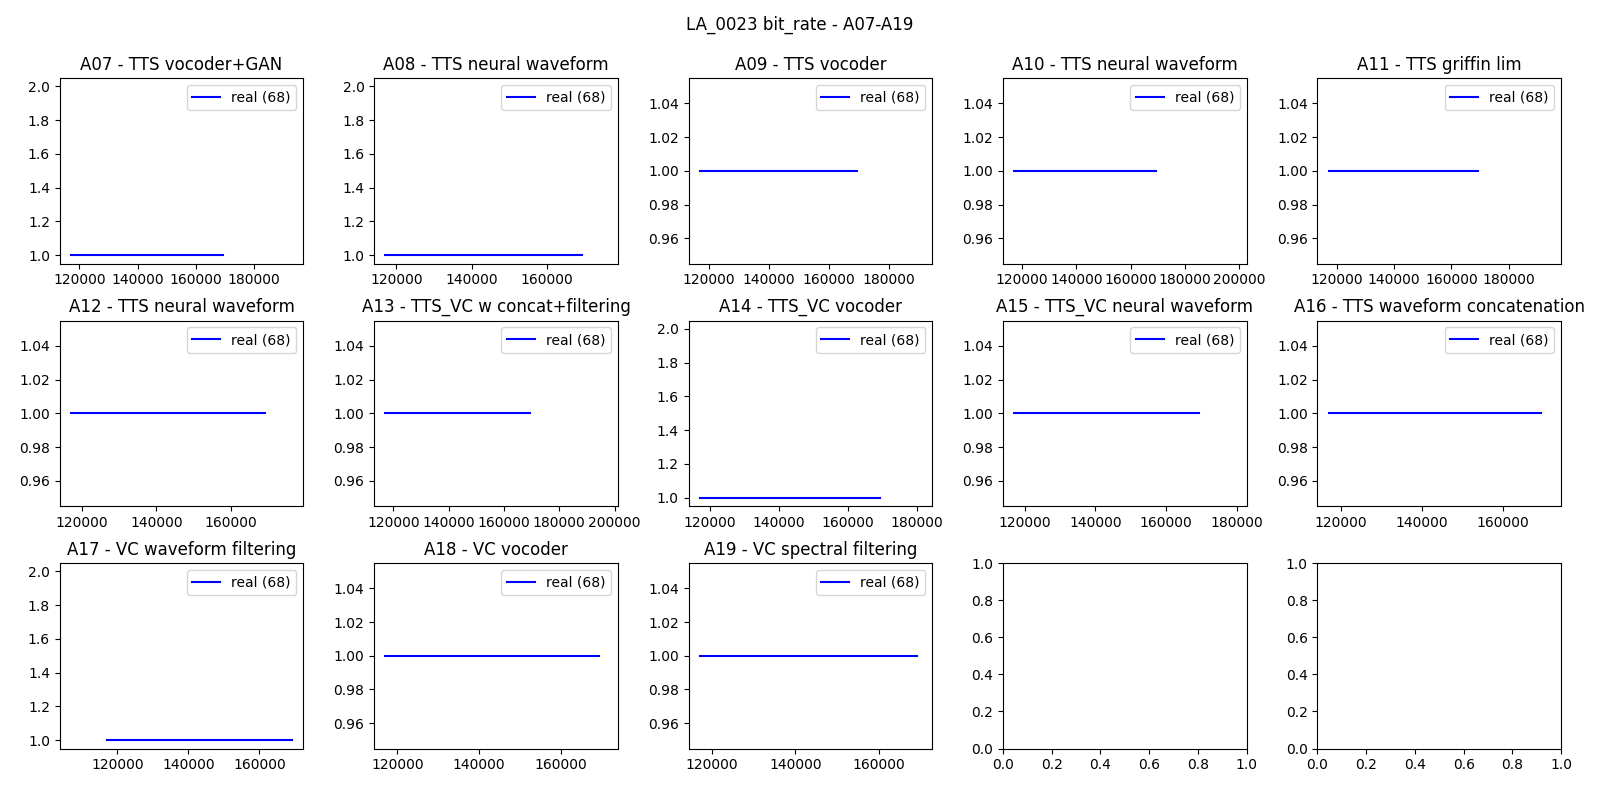 LA_0023 bit_rate - A07-A19
A07 - TTS vocoder+GAN
A08 - TTS neural waveform
A09 - TTS vocoder
A10 - TTS neural waveform
A11 - TTS griffin lim
2.0
1.8
1.6
1.4
1.2
1.0
real (68)
120000 140000 160000 180000
2.0
1.8
1.6
1.4
1.2
1.0
real (68)
120000 140000 160000
1.04
1.02
1.00
0.98
0.96
real (68)
120000 140000 160000 180000
1.04
1.02
1.00
0.98
0.96
real (68)
120000 140000 160000 180000 200000
1.04
1.02
1.00
0.98
0.96
real (68)
120000 140000 160000 180000
A12 - TTS neural waveform
A13 - TTS_VC w concat+filtering
A14 - TTS_VC vocoder
A15 - TTS_VC neural waveform
A16 - TTS waveform concatenation
1.04
1.02
1.00
0.98
0.96
real (68)
120000 140000 160000
1.04
1.02
1.00
0.98
0.96
real (68)
120000 140000 160000 180000 200000
2.0
1.8
1.6
1.4
1.2
1.0
real (68)
120000 140000 160000 180000
1.04
1.02
1.00
0.98
0.96
real (68)
120000 140000 160000 180000
1.04
1.02
1.00
0.98
0.96
real (68)
120000 140000 160000
A17 - VC waveform filtering
A18 - VC vocoder
A19 - VC spectral filtering
2.0
1.8
1.6
1.4
1.2
1.0
real (68)
120000 140000 160000
1.04
1.02
1.00
0.98
0.96
real (68)
120000 140000 160000
1.04
1.02
1.00
0.98
0.96
real (68)
120000 140000 160000
1.0
0.8
0.6
0.4
0.2
0.0
0.0 0.2 0.4 0.6 0.8 1.0
1.0
0.8
0.6
0.4
0.2
0.0
0.0 0.2 0.4 0.6 0.8 1.0